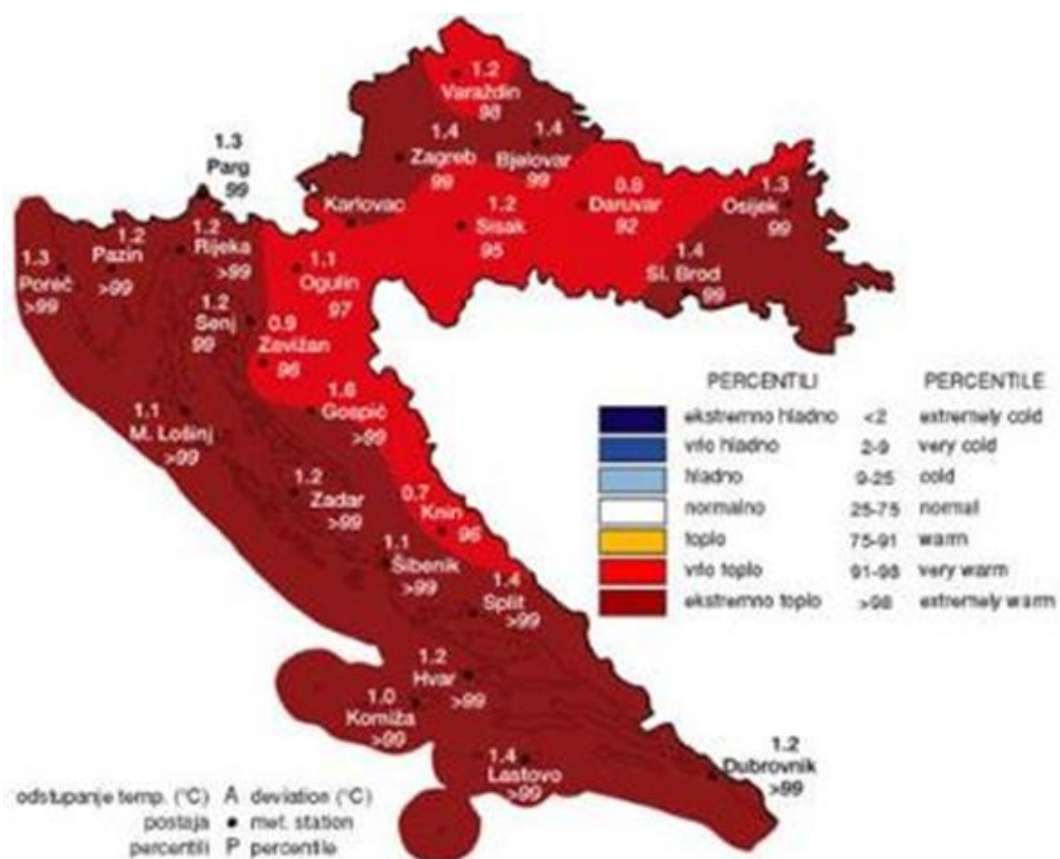 1.2
Varaždin
98
1.4
Zagreb
99
1.4
Bjelovar
99
1.3
Parg
99
Karlovac
1.2
Sisak
95
0.8
Daruvar
92
1.3
Osijek
99
1.4
Sl. Brod
99
1.3
Poreč
>99
1.2
Pazin
>99
1.2
Rijeka
>99
1.1
Ogulin
97
1.2
Senj
99
0.9
Zavižan
96
1.6
Gospić
>99
1.1
M. Lošinj
>99
1.2
Zadar
>99
0.7
Knin
96
1.1
Šibenik
>99
1.4
Split
>99
1.2
Hvar
>99
1.0
Komiža
>99
1.4
Lastovo
>99
1.2
Dubrovnik
>99
PERCENTILI PERCENTILE
ekstremno hladno <2 extremely cold
vrlo hladno 2-9 very cold
hladno 9-25 cold
normalno 25-75 normal
toplo 75-91 warm
vrlo toplo 91-98 very warm
ekstremno toplo >98 extremely warm
odstupanje temp. (°C) A deviation (°C)
postaja met. station
percentili P percentile